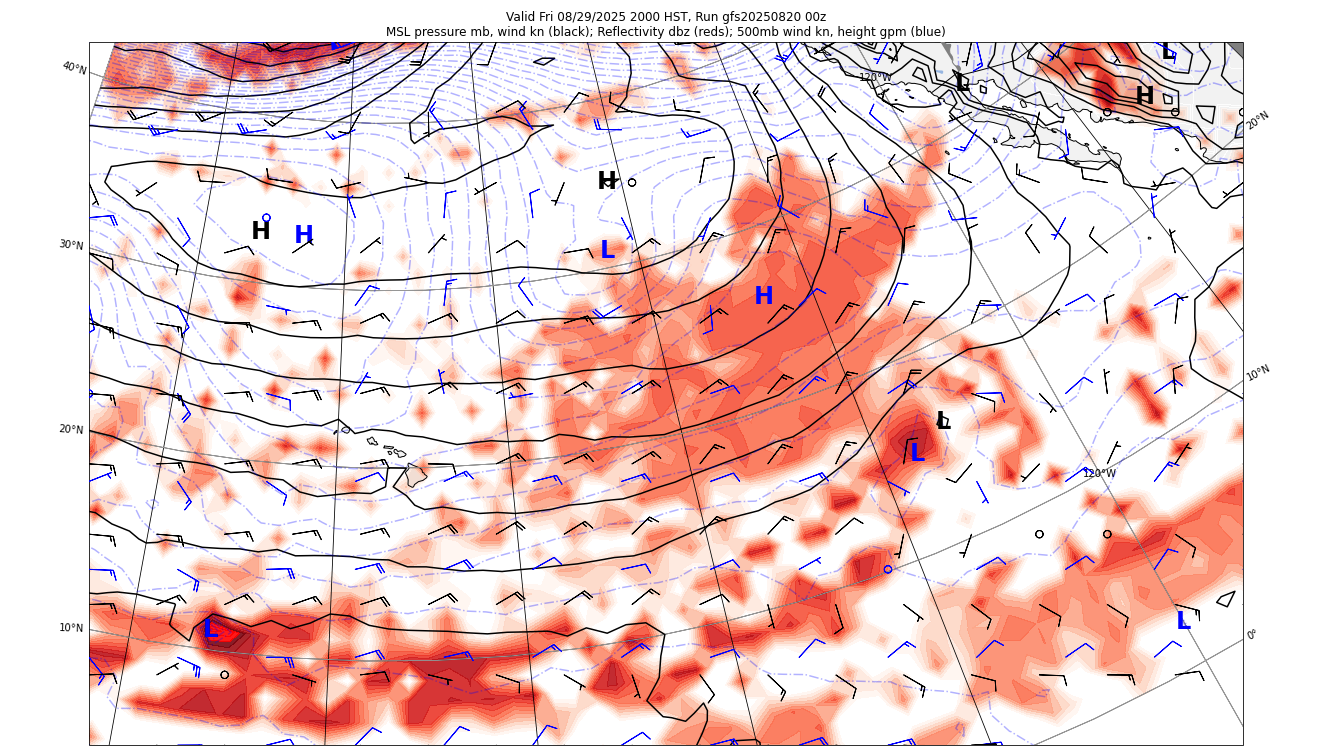 Valid Fri 08/29/2025 2000 HST, Run gfs20250820 00z
MSL pressure mb, wind kn (black); Reflectivity dbz (reds); 500mb wind kn, height gpm (blue)
L
40°N
120°W
L
H
20°N
H
H
H
30°N
L
H
10°N
L
20°N
L
120°W
10°N
L
L
0°